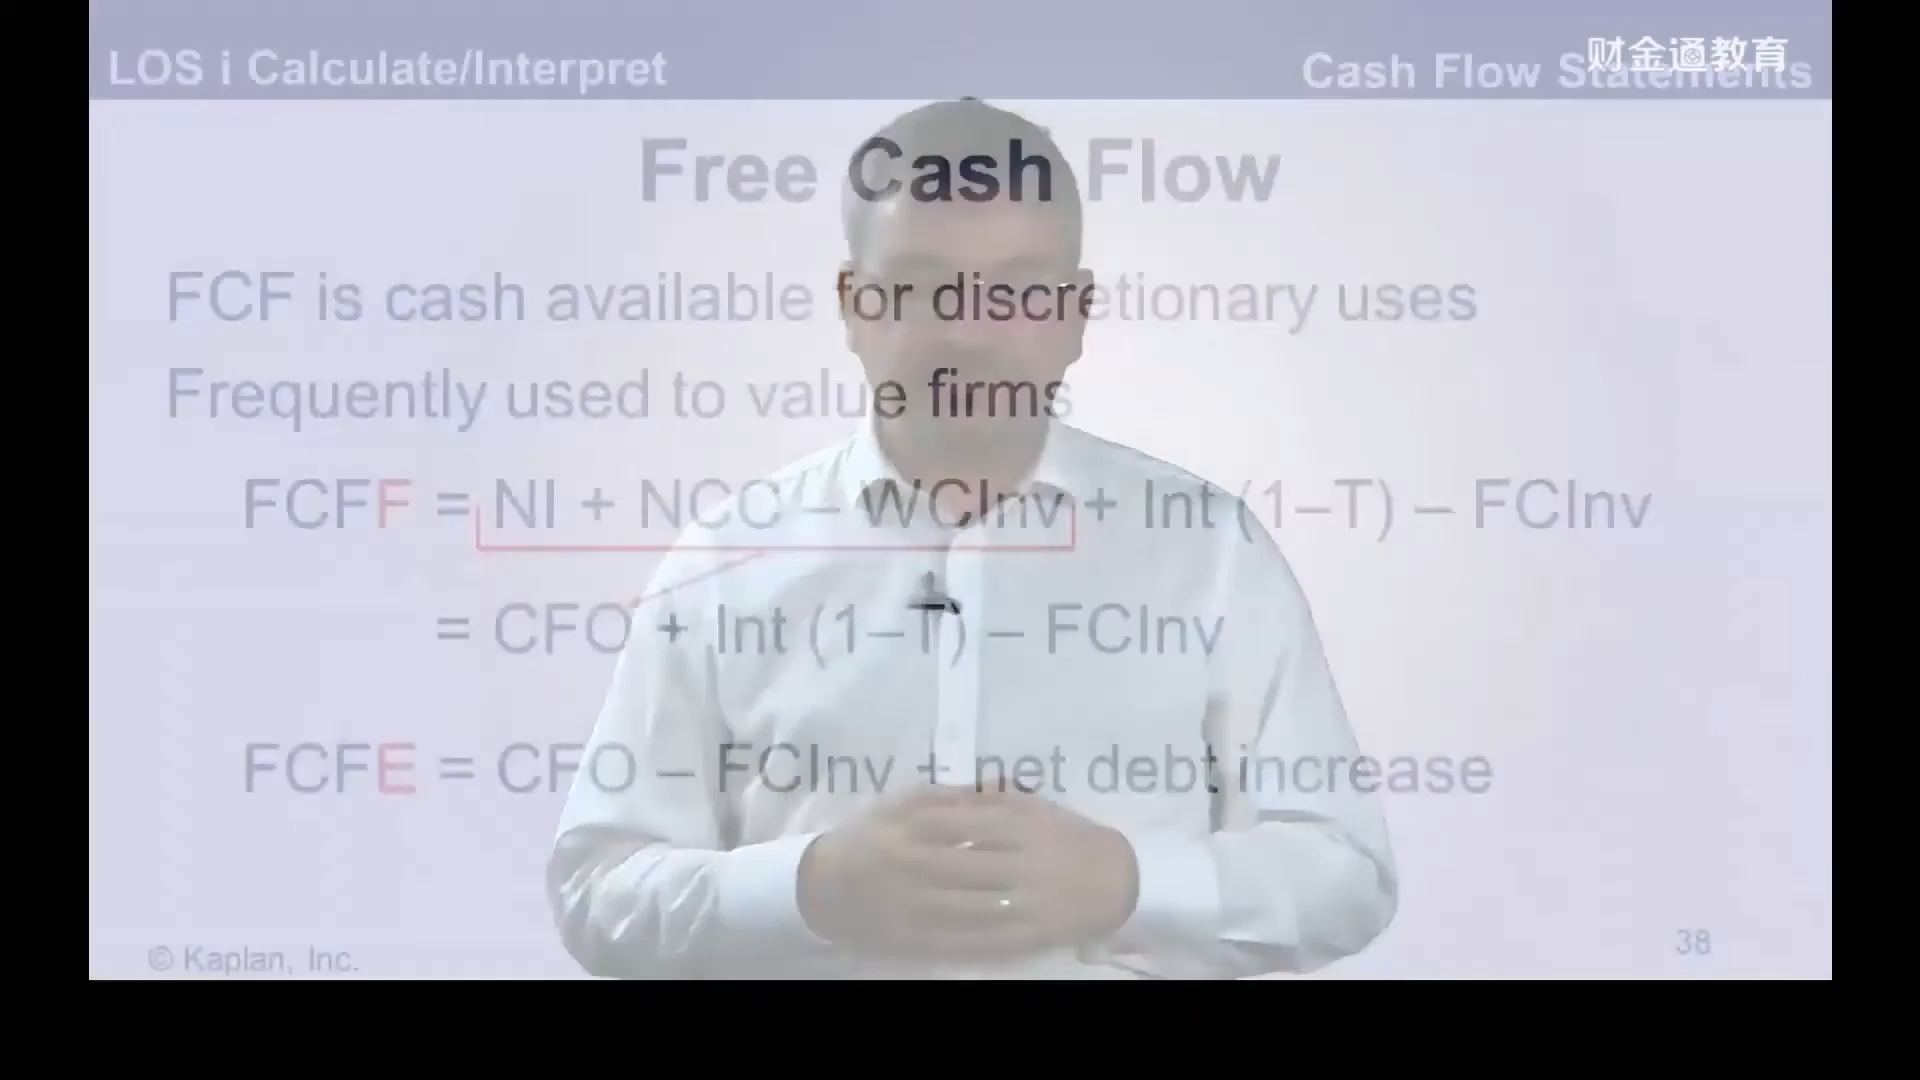 LOS i Calculate/Interpret
Cash Flow Statements
财金通教育
Free Cash Flow
FCF is cash available for discretionary uses
Frequently used to value firms
FCFF = NI + NCC – WCInv + Int (1–T) – FCInv
= CFO + Int (1–T) – FCInv
FCFE = CFO – FCInv + net debt increase
© Kaplan, Inc.
38